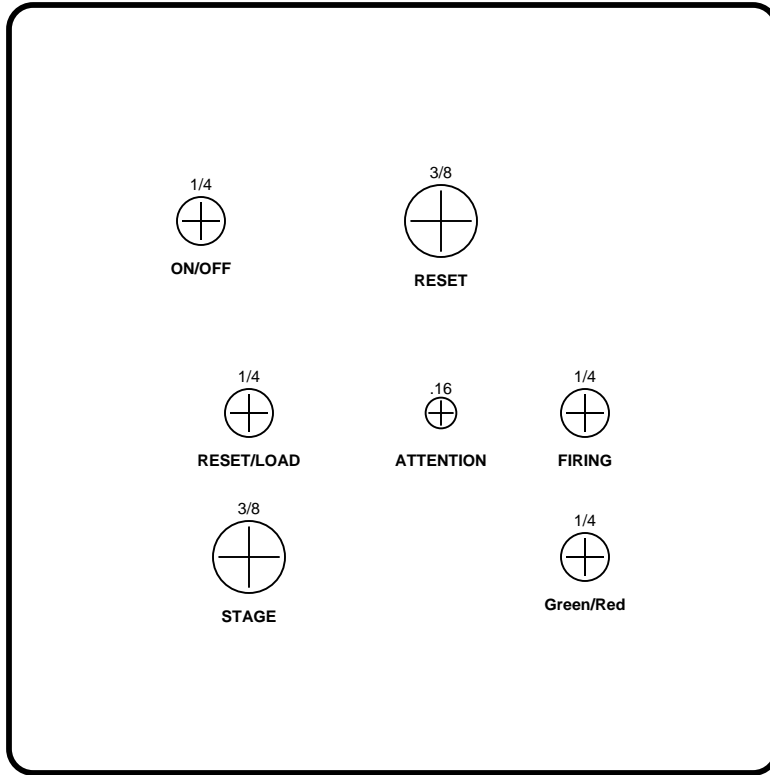 3/8
1/4
ON/OFF
RESET
1/4
.16
1/4
RESET/LOAD
ATTENTION
FIRING
3/8
1/4
STAGE
Green/Red